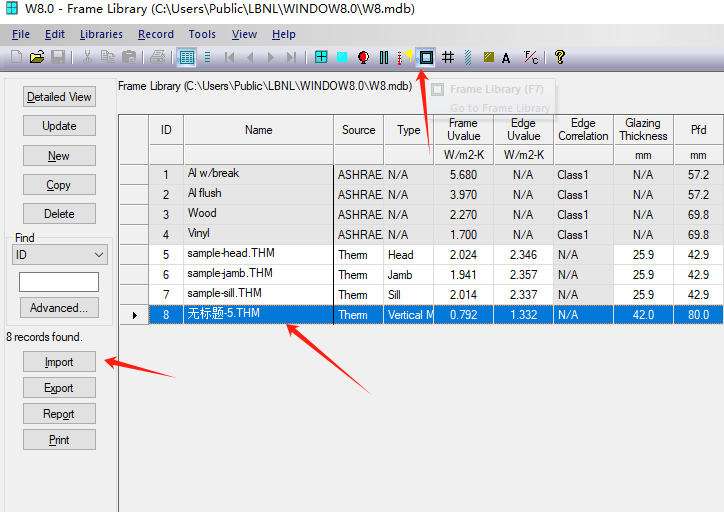 W8.0 - Frame Library (C:\Users\Public\LBNL\WINDOW8.0\W8.mdb)
File Edit Libraries Record Tools View Help
Frame Library (C:\Users\Public\LBNL\WINDOW8.0\W8.mdb)
Frame Library (F7)
Go to Frame Library
Detailed View
Update
New
Copy
Delete
Find
ID
Advanced...
8 records found.
Import
Export
Report
Print
ID Name Source Type Frame Uvalue Edge Uvalue Edge Correlation Glazing Thickness Pfd
W/m2-K W/m2-K mm mm
1 Al w/break ASHRAE N/A 5.680 N/A Class1 N/A 57.2
2 Al flush ASHRAE N/A 3.970 N/A Class1 N/A 57.2
3 Wood ASHRAE N/A 2.270 N/A Class1 N/A 69.8
4 Vinyl ASHRAE N/A 1.700 N/A Class1 N/A 69.8
5 sample-head.THM Therm Head 2.024 2.346 N/A 25.9 42.9
6 sample-jamb.THM Therm Jamb 1.941 2.357 N/A 25.9 42.9
7 sample-sill.THM Therm Sill 2.014 2.337 N/A 25.9 42.9
8 无标题-5.THM Therm Vertical M 0.792 1.332 N/A 42.0 80.0